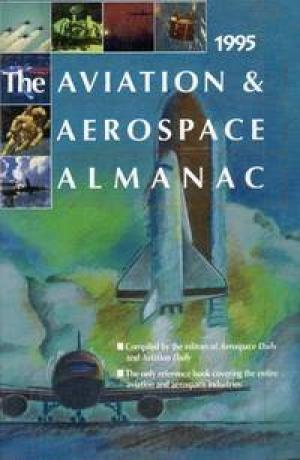 1995
The AVIATION &
AEROSPACE
ALMANAC
Compiled by the editors of Aerospace Daily
and Aviation Daily
The only reference book covering the entire
aviation and aerospace industries